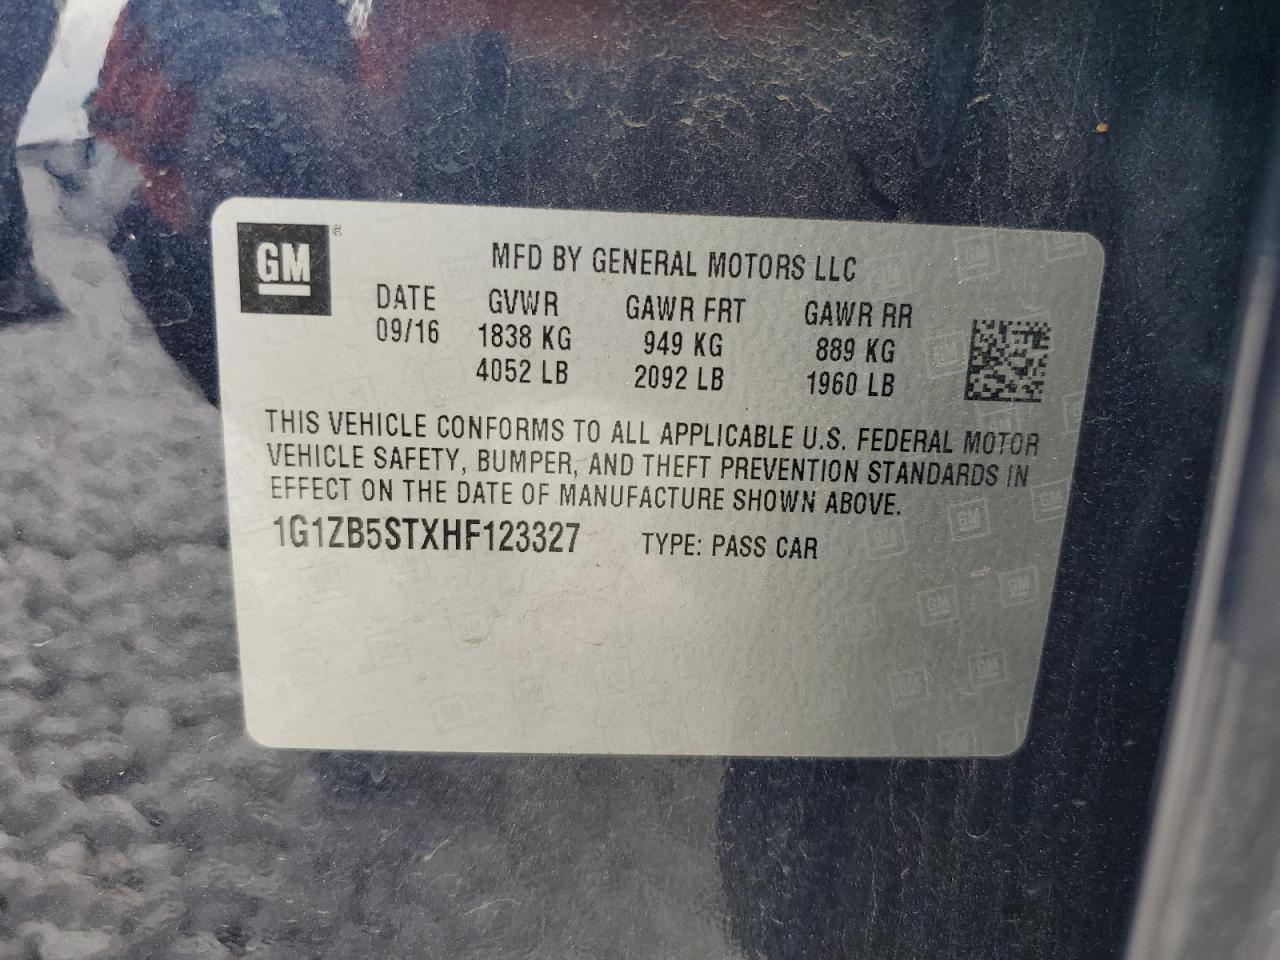 GM ®
MFD BY GENERAL MOTORS LLC
DATE GVWR GAWR FRT GAWR RR
09/16 1838 KG 949 KG 889 KG
4052 LB 2092 LB 1960 LB
THIS VEHICLE CONFORMS TO ALL APPLICABLE U.S. FEDERAL MOTOR
VEHICLE SAFETY, BUMPER, AND THEFT PREVENTION STANDARDS IN
EFFECT ON THE DATE OF MANUFACTURE SHOWN ABOVE.
1G1ZB5STXHF123327 TYPE: PASS CAR